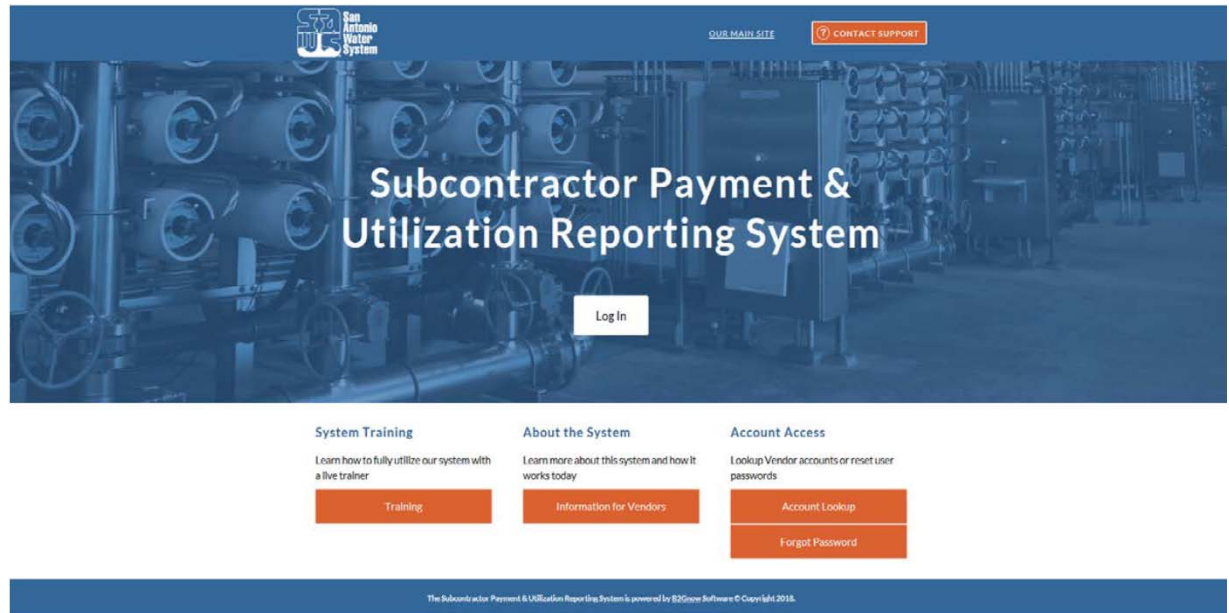 San
Antonio
Water
System
OUR MAIN SITE
? CONTACT SUPPORT
Subcontractor Payment &
Utilization Reporting System
Log In
System Training
Learn how to fully utilize our system with
a live trainer
Training
About the System
Learn more about this system and how it
works today
Information for Vendors
Account Access
Lookup Vendor accounts or reset user
passwords
Account Lookup
Forgot Password
The Subcontractor Payment & Utilization Reporting System is powered by B2Gnow Software © Copyright 2018.